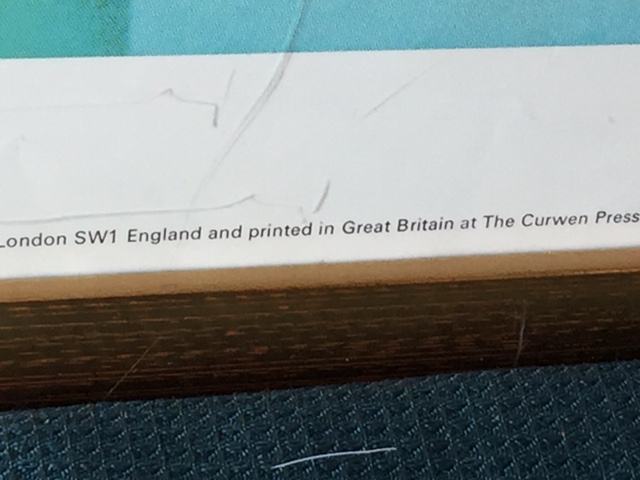 London SW1 England and printed in Great Britain at The Curwen Press